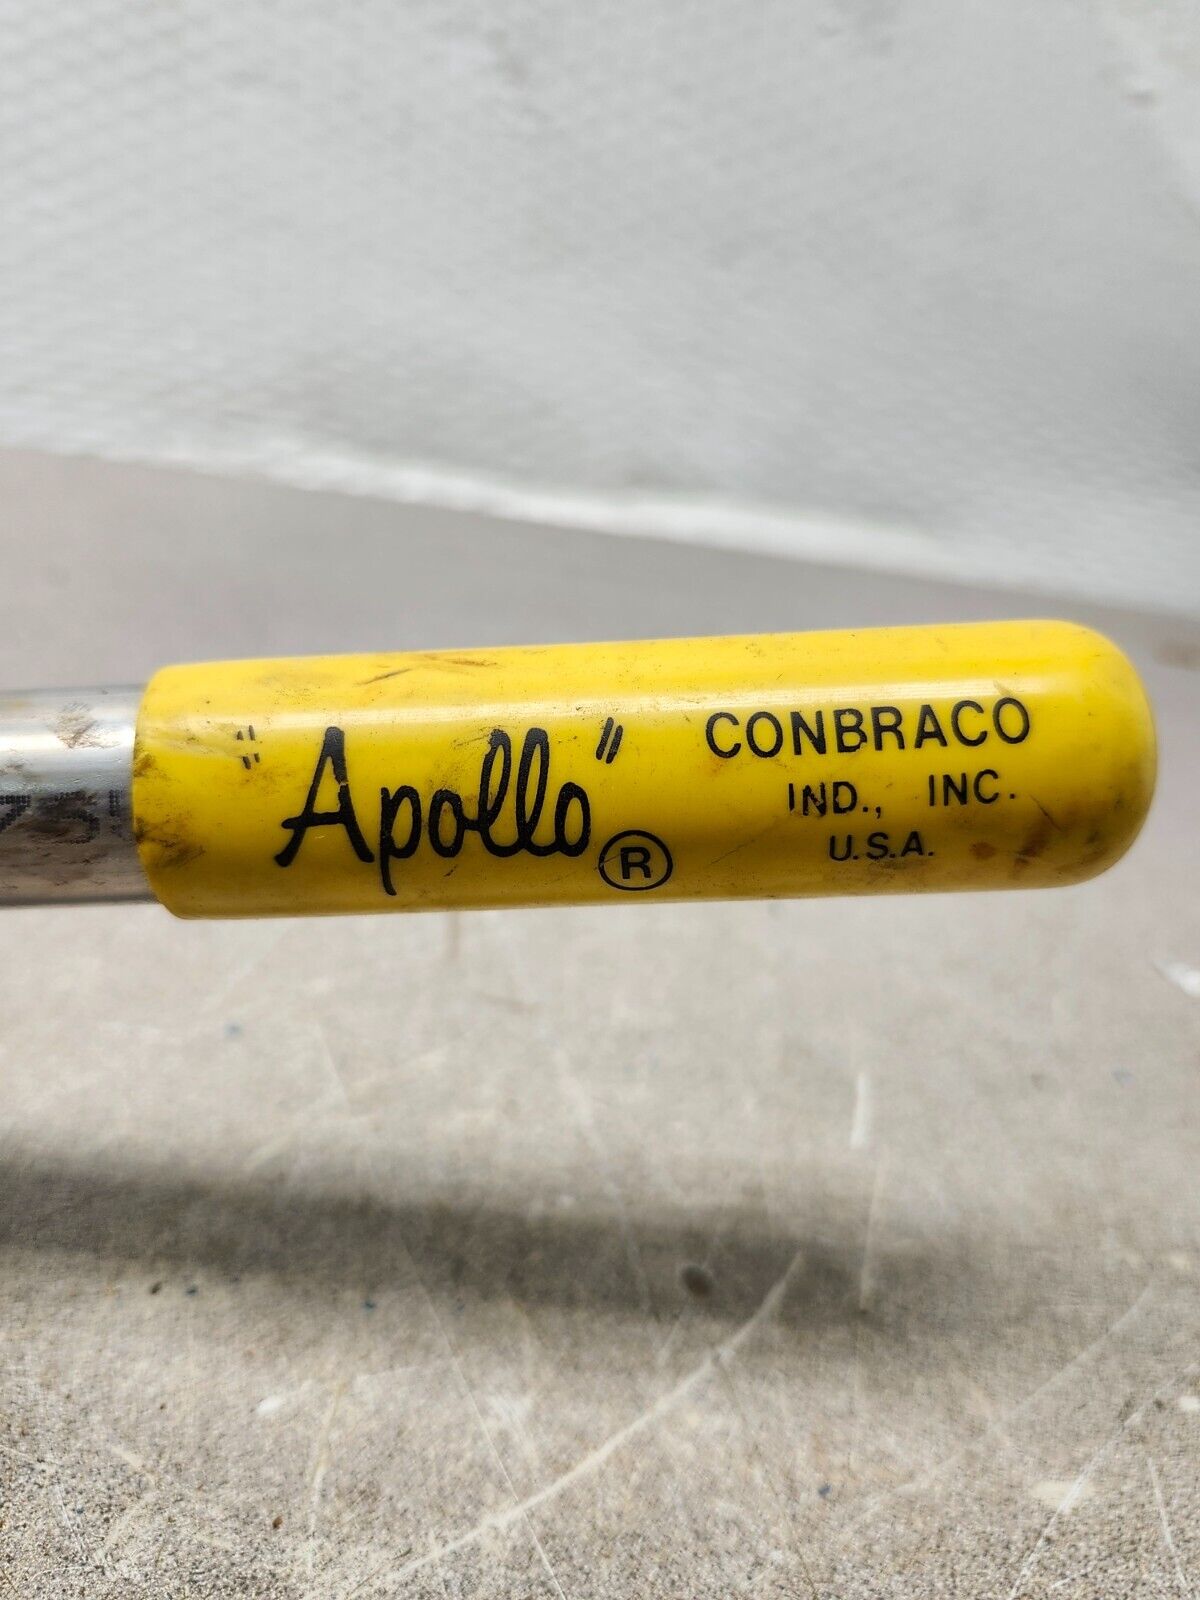 "Apollo" ®
CONBRACO
IND., INC.
U.S.A.